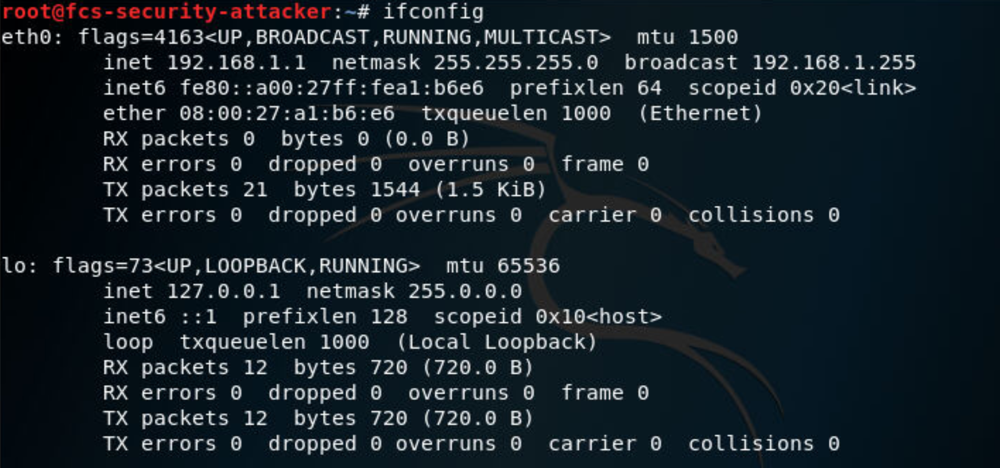 root@fcs-security-attacker:~# ifconfig
eth0: flags=4163<UP,BROADCAST,RUNNING,MULTICAST>  mtu 1500
        inet 192.168.1.1  netmask 255.255.255.0  broadcast 192.168.1.255
        inet6 fe80::a00:27ff:fea1:b6e6  prefixlen 64  scopeid 0x20<link>
        ether 08:00:27:a1:b6:e6  txqueuelen 1000  (Ethernet)
        RX packets 0  bytes 0 (0.0 B)
        RX errors 0  dropped 0  overruns 0  frame 0
        TX packets 21  bytes 1544 (1.5 KiB)
        TX errors 0  dropped 0 overruns 0  carrier 0  collisions 0

lo: flags=73<UP,LOOPBACK,RUNNING>  mtu 65536
        inet 127.0.0.1  netmask 255.0.0.0
        inet6 ::1  prefixlen 128  scopeid 0x10<host>
        loop  txqueuelen 1000  (Local Loopback)
        RX packets 12  bytes 720 (720.0 B)
        RX errors 0  dropped 0  overruns 0  frame 0
        TX packets 12  bytes 720 (720.0 B)
        TX errors 0  dropped 0 overruns 0  carrier 0  collisions 0